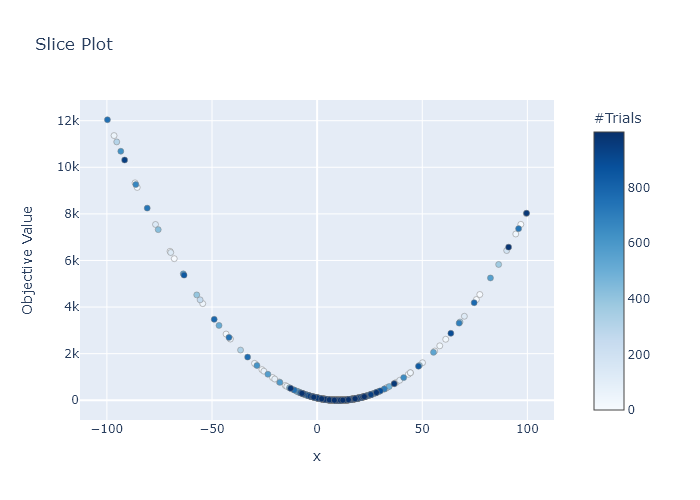 Slice Plot
#Trials
12k
10k
8k
6k
4k
2k
0
Objective Value
−100
−50
0
50
100
x
800
600
400
200
0